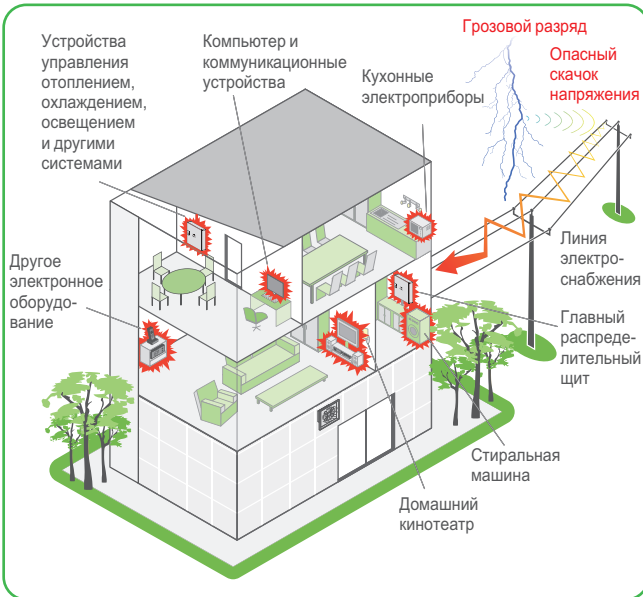 Устройства
управления
отоплением,
охлаждением,
освещением
и другими
системами
Компьютер и
коммуникационные
устройства
Кухонные
электроприборы
Грозовой разряд
Опасный
скачок
напряжения
Линия
электро-
снабжения
Главный
распреде-
лительный
щит
Другое
электронное
оборудо-
вание
Стиральная
машина
Домашний
кинотеатр